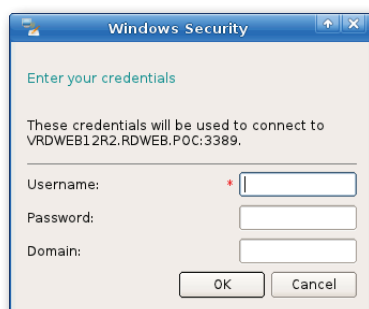 Windows Security
Enter your credentials
These credentials will be used to connect to
VRDWEB12R2.RDWEB.POC:3389.
Username: *
Password:
Domain:
OK Cancel